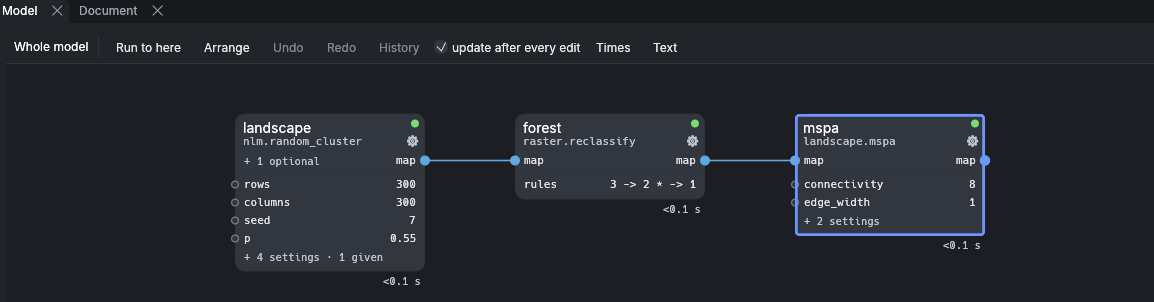 Model Document
Whole model Run to here Arrange Undo Redo History update after every edit Times Text
landscape
nlm.random_cluster
+ 1 optional map
rows 300
columns 300
seed 7
p 0.55
+ 4 settings · 1 given
<0.1 s
forest
raster.reclassify
map map
rules 3 -> 2 * -> 1
<0.1 s
mspa
landscape.mspa
map map
connectivity 8
edge_width 1
+ 2 settings
<0.1 s